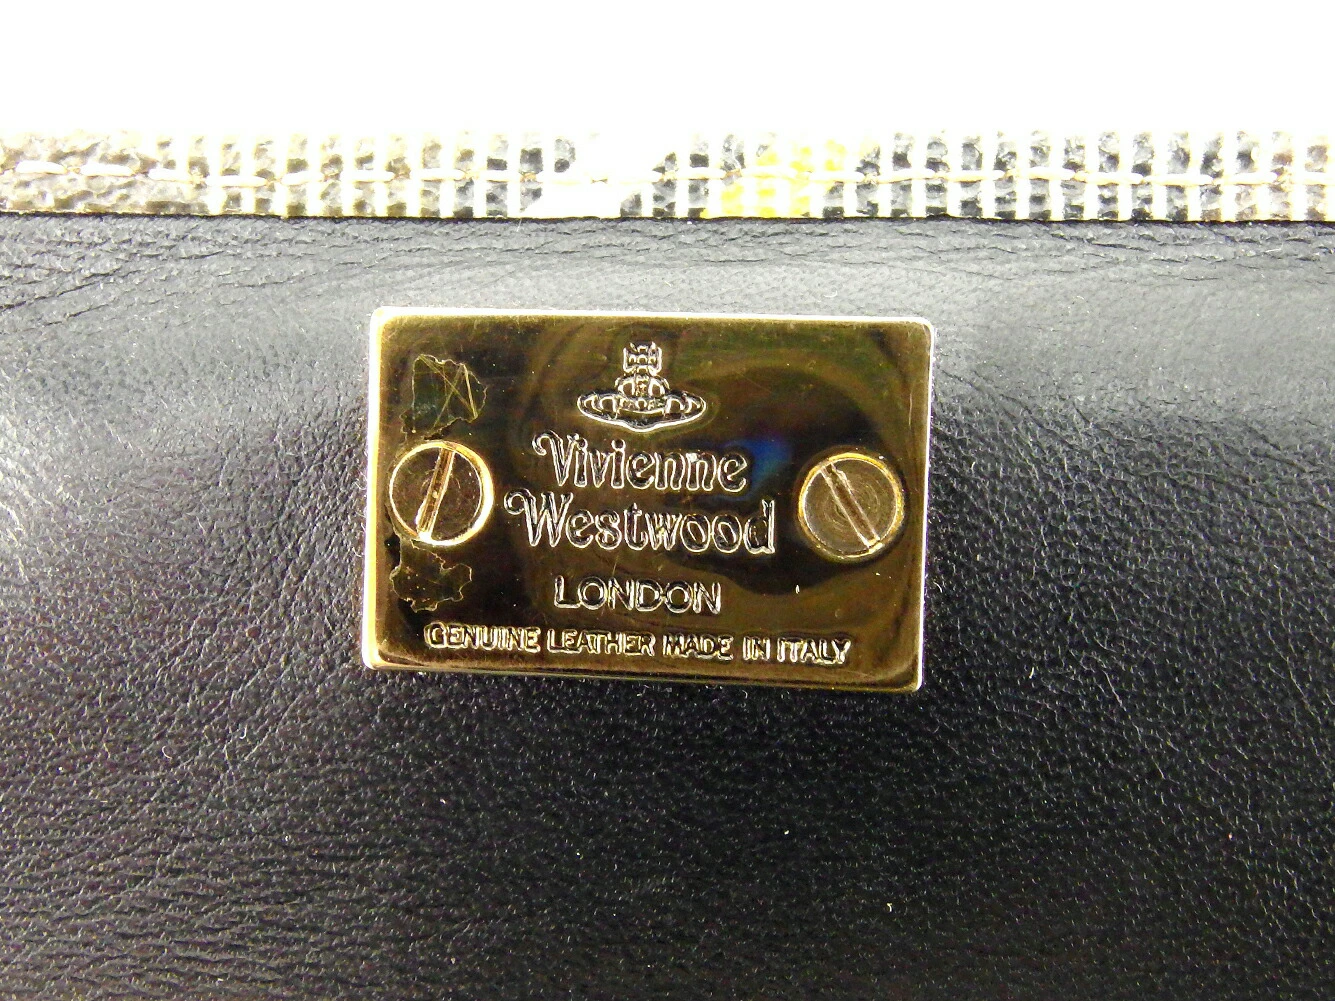 Vivienne
Westwood
LONDON
GENUINE LEATHER MADE IN ITALY